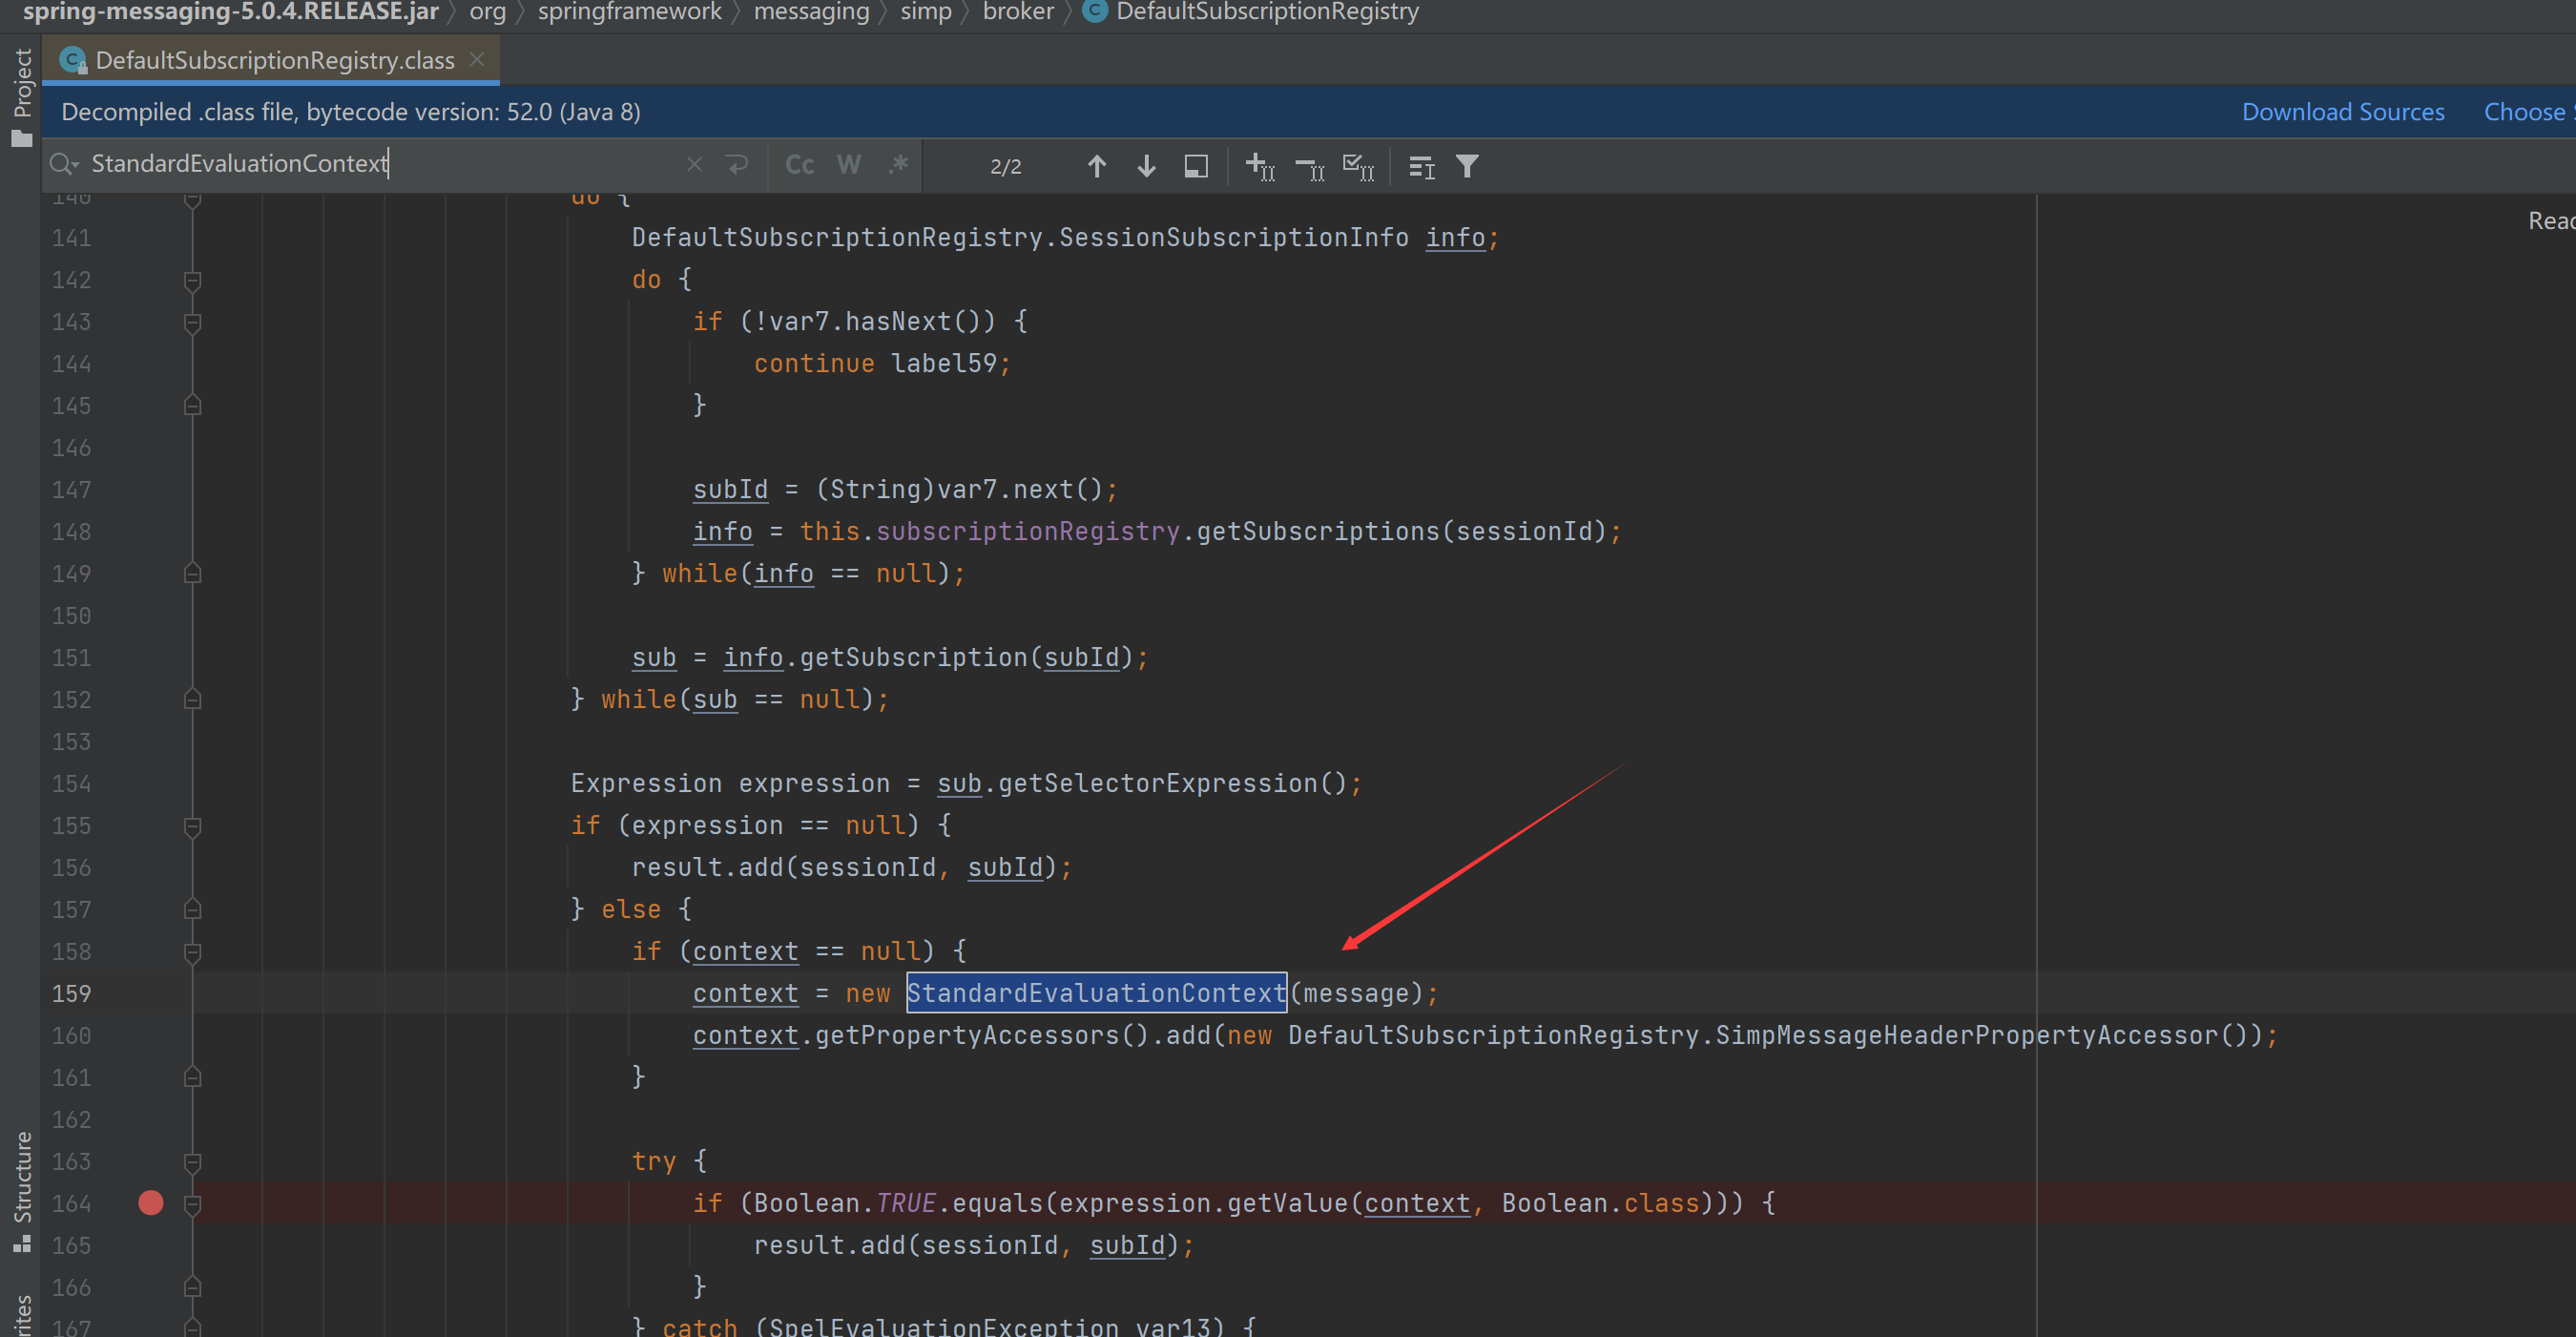 spring-messaging-5.0.4.RELEASE.jar org springframework messaging simp broker DefaultSubscriptionRegistry
Project
DefaultSubscriptionRegistry.class
Decompiled .class file, bytecode version: 52.0 (Java 8) Download Sources Choose
StandardEvaluationContext Cc W .* 2/2
140 do {
Read
141 DefaultSubscriptionRegistry.SessionSubscriptionInfo info;
142 do {
143 if (!var7.hasNext()) {
144 continue label59;
145 }
146
147 subId = (String)var7.next();
148 info = this.subscriptionRegistry.getSubscriptions(sessionId);
149 } while(info == null);
150
151 sub = info.getSubscription(subId);
152 } while(sub == null);
153
154 Expression expression = sub.getSelectorExpression();
155 if (expression == null) {
156 result.add(sessionId, subId);
157 } else {
158 if (context == null) {
159 context = new StandardEvaluationContext(message);
160 context.getPropertyAccessors().add(new DefaultSubscriptionRegistry.SimpMessageHeaderPropertyAccessor());
161 }
162
163 try {
Structure
164 if (Boolean.TRUE.equals(expression.getValue(context, Boolean.class))) {
165 result.add(sessionId, subId);
166 }
167 } catch (SpelEvaluationException var13) {
rites